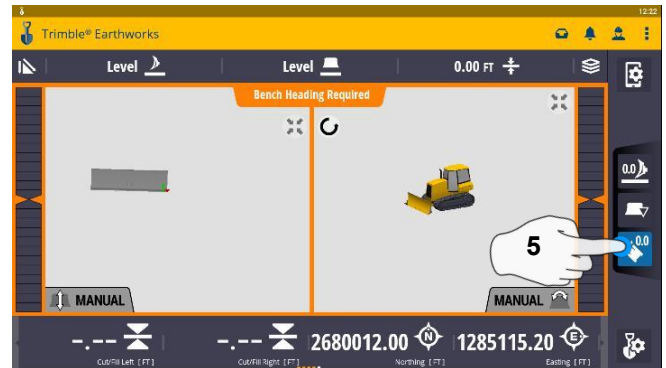 12:22
Trimble® Earthworks
Level Level 0.00 FT
Bench Heading Required
0.0
5 0.0
MANUAL MANUAL
-.-- -.-- 2680012.00 N 1285115.20 E
Cut/Fill Left [FT] Cut/Fill Right [FT] Northing [FT] Easting [FT]